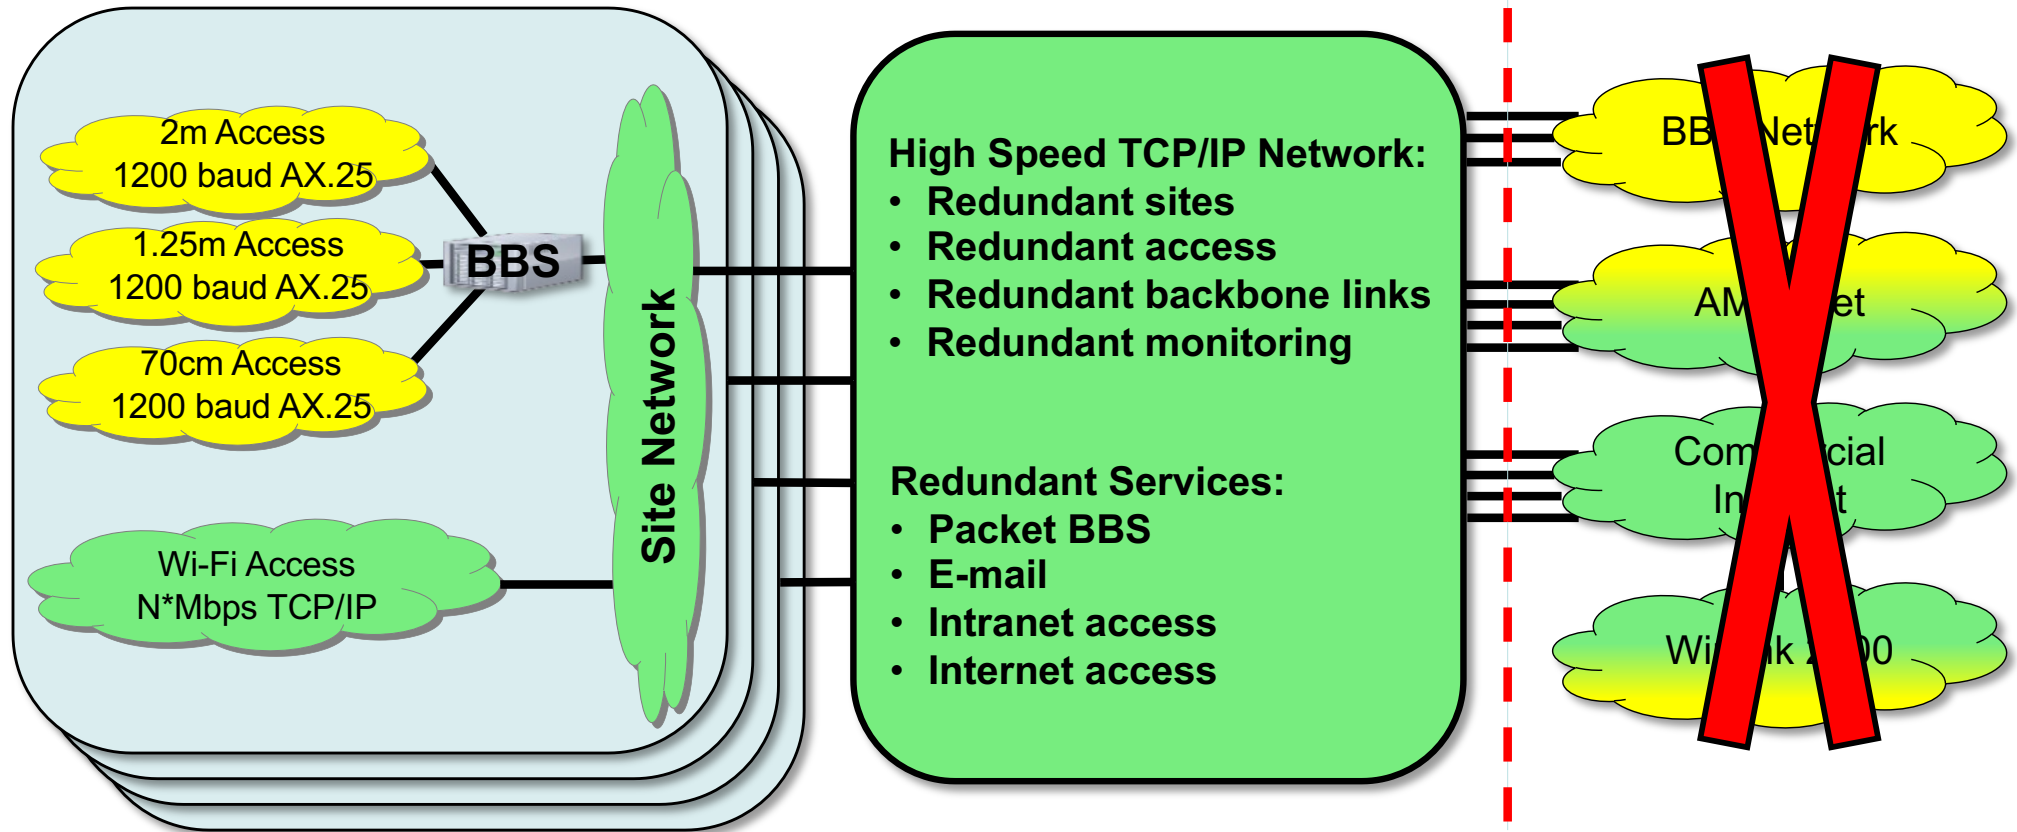 2m Access
1200 baud AX.25
1.25m Access
1200 baud AX.25
70cm Access
1200 baud AX.25
BBS
Wi-Fi Access
N*Mbps TCP/IP
Site Network
High Speed TCP/IP Network:
• Redundant sites
• Redundant access
• Redundant backbone links
• Redundant monitoring
Redundant Services:
• Packet BBS
• E-mail
• Intranet access
• Internet access